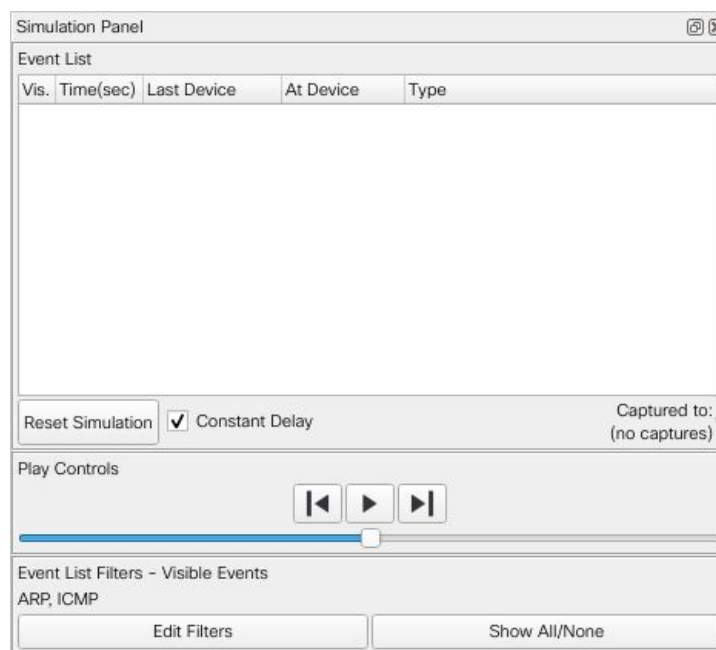 Simulation Panel
Event List
Vis. Time(sec) Last Device At Device Type
Reset Simulation Constant Delay
Captured to:
(no captures)
Play Controls
Event List Filters - Visible Events
ARP, ICMP
Edit Filters Show All/None